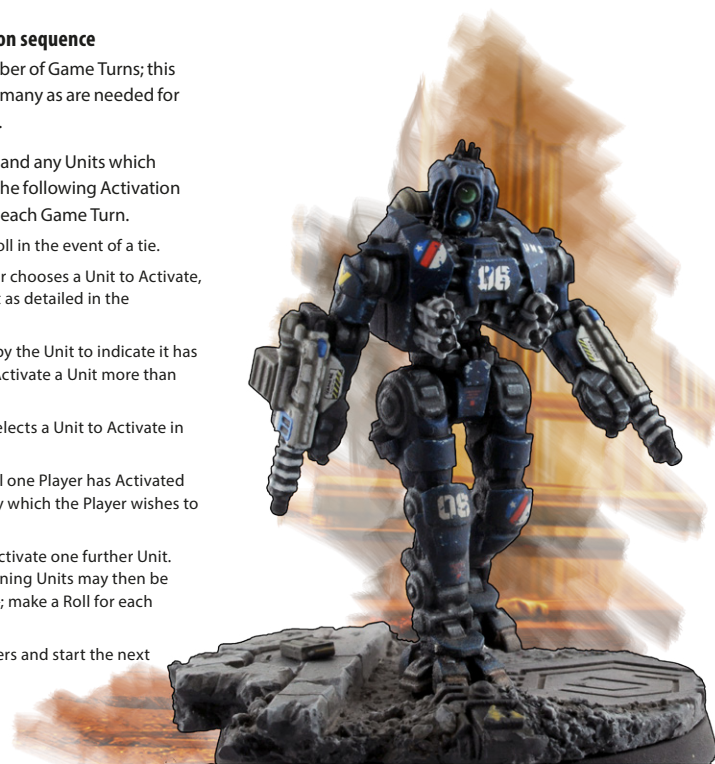 on sequence
ber of Game Turns; this
many as are needed for
.
and any Units which
he following Activation
each Game Turn.
oll in the event of a tie.
r chooses a Unit to Activate,
t as detailed in the
by the Unit to indicate it has
Activate a Unit more than
elects a Unit to Activate in
l one Player has Activated
y which the Player wishes to
ctivate one further Unit.
ning Units may then be
; make a Roll for each
ers and start the next
06
06